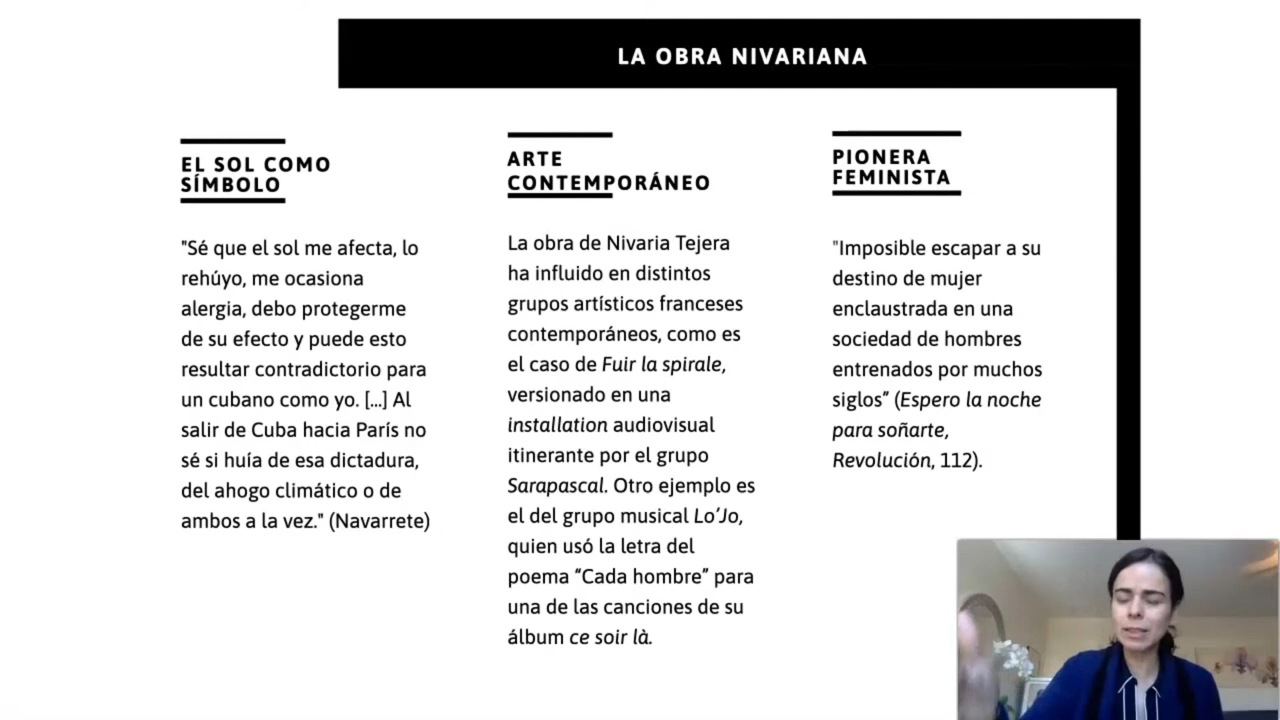 LA OBRA NIVARIANA
EL SOL COMO
SÍMBOLO
"Sé que el sol me afecta, lo
rehúyo, me ocasiona
alergia, debo protegerme
de su efecto y puede esto
resultar contradictorio para
un cubano como yo. [...] Al
salir de Cuba hacia París no
sé si huía de esa dictadura,
del ahogo climático o de
ambos a la vez." (Navarrete)
ARTE
CONTEMPORÁNEO
La obra de Nivaria Tejera
ha influido en distintos
grupos artísticos franceses
contemporáneos, como es
el caso de Fuir la spirale,
versionado en una
installation audiovisual
itinerante por el grupo
Sarapascal. Otro ejemplo es
el del grupo musical Lo’Jo,
quien usó la letra del
poema “Cada hombre” para
una de las canciones de su
álbum ce soir là.
PIONERA
FEMINISTA
"Imposible escapar a su
destino de mujer
enclaustrada en una
sociedad de hombres
entrenados por muchos
siglos” (Espero la noche
para soñarte,
Revolución, 112).